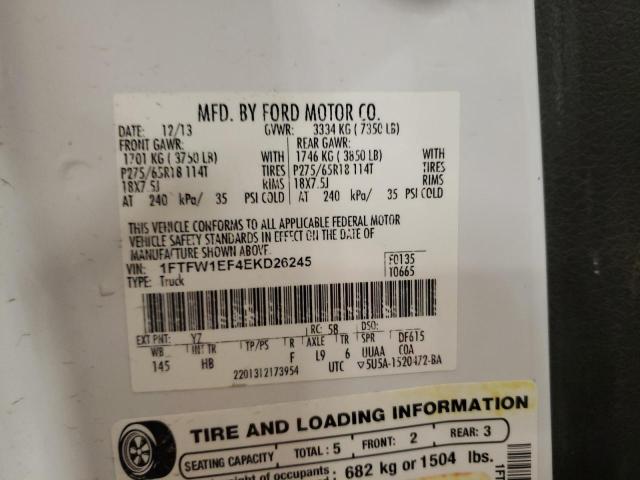 MFD. BY FORD MOTOR CO.
DATE: 12/13 GVWR: 3334 KG ( 7350 LB)
FRONT GAWR: REAR GAWR:
1701 KG ( 3750 LB) WITH 1746 KG ( 3850 LB) WITH
P275/65R18 114T TIRES P275/65R18 114T TIRES
18X7.5J RIMS 18X7.5J RIMS
AT 240 kPa/ 35 PSI COLD AT 240 kPa/ 35 PSI COLD
THIS VEHICLE CONFORMS TO ALL APPLICABLE FEDERAL MOTOR
VEHICLE SAFETY STANDARDS IN EFFECT ON THE DATE OF
MANUFACTURE SHOWN ABOVE.
VIN: 1FTFW1EF4EKD26245 F0135
TYPE: Truck T0665
EXT PNT: YZ RC: 58 DSO:
WB INT TR TP/PS R AXLE TR SPR DF615
145 HB F L9 6 UUAA C0A
2201312173954 UTC ▽5U5A-1520472-BA
TIRE AND LOADING INFORMATION
SEATING CAPACITY TOTAL: 5 FRONT: 2 REAR: 3
of occupants 682 kg or 1504 lbs.
1FT